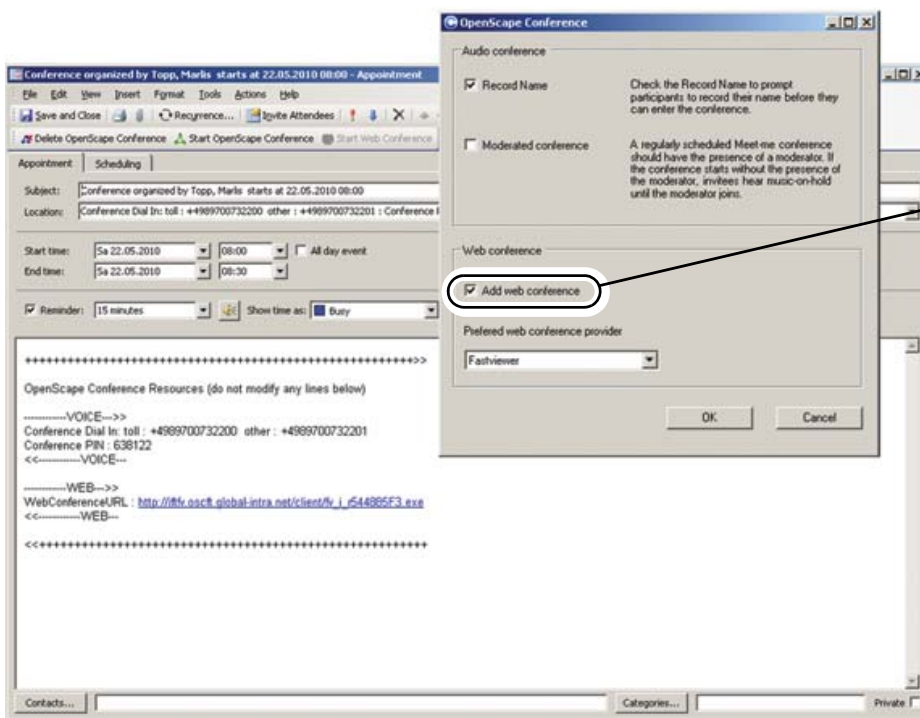 OpenScape Conference
Audio conference
Record Name
Check the Record Name to prompt
participants to record their name before they
can enter the conference.
Moderated conference
A regularly scheduled Meet-me conference
should have the presence of a moderator. If
the conference starts without the presence of
the moderator, invitees hear music-on-hold
until the moderator joins.
Web conference
Add web conference
Prefered web conference provider
Fastviewer
OK Cancel
Conference organized by Topp, Marlis starts at 22.05.2010 08:00 - Appointment
File Edit View Insert Format Tools Actions Help
Save and Close Recurrence... Invite Attendees
Delete OpenScape Conference Start OpenScape Conference Start Web Conference
Appointment Scheduling
Subject: Conference organized by Topp, Marlis starts at 22.05.2010 08:00
Location: Conference Dial In: toll : +4989700732200 other : +4989700732201 : Conference
Start time: Sa 22.05.2010 08:00 All day event
End time: Sa 22.05.2010 08:30
Reminder: 15 minutes Show time as: Busy
++++++++++++++++++++++++++++++++++++++++++++++++++++++>>
OpenScape Conference Resources (do not modify any lines below)
------------VOICE--->>
Conference Dial In: toll : +4989700732200 other : +4989700732201
Conference PIN : 638122
<<------------VOICE---
------------WEB--->>
WebConferenceURL :
<<------------WEB---
<<++++++++++++++++++++++++++++++++++++++++++++++++++++++
Contacts... Categories... Private